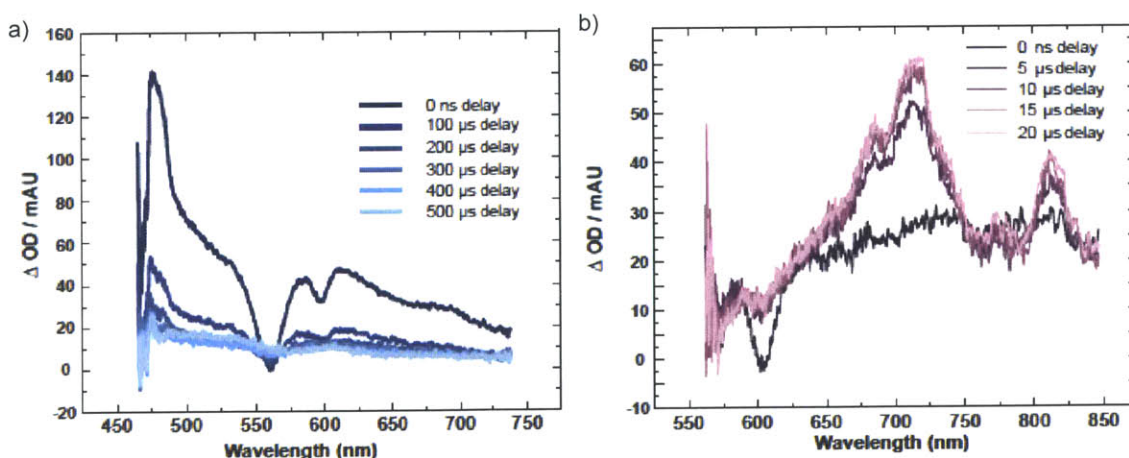 a)
160
140
120
100
80
60
40
20
0
-20
Δ OD / mAU
450 500 550 600 650 700 750
Wavelength (nm)
0 ns delay
100 µs delay
200 µs delay
300 µs delay
400 µs delay
500 µs delay
b)
60
50
40
30
20
10
0
-10
Δ OD / mAU
550 600 650 700 750 800 850
Wavelength (nm)
0 ns delay
5 µs delay
10 µs delay
15 µs delay
20 µs delay